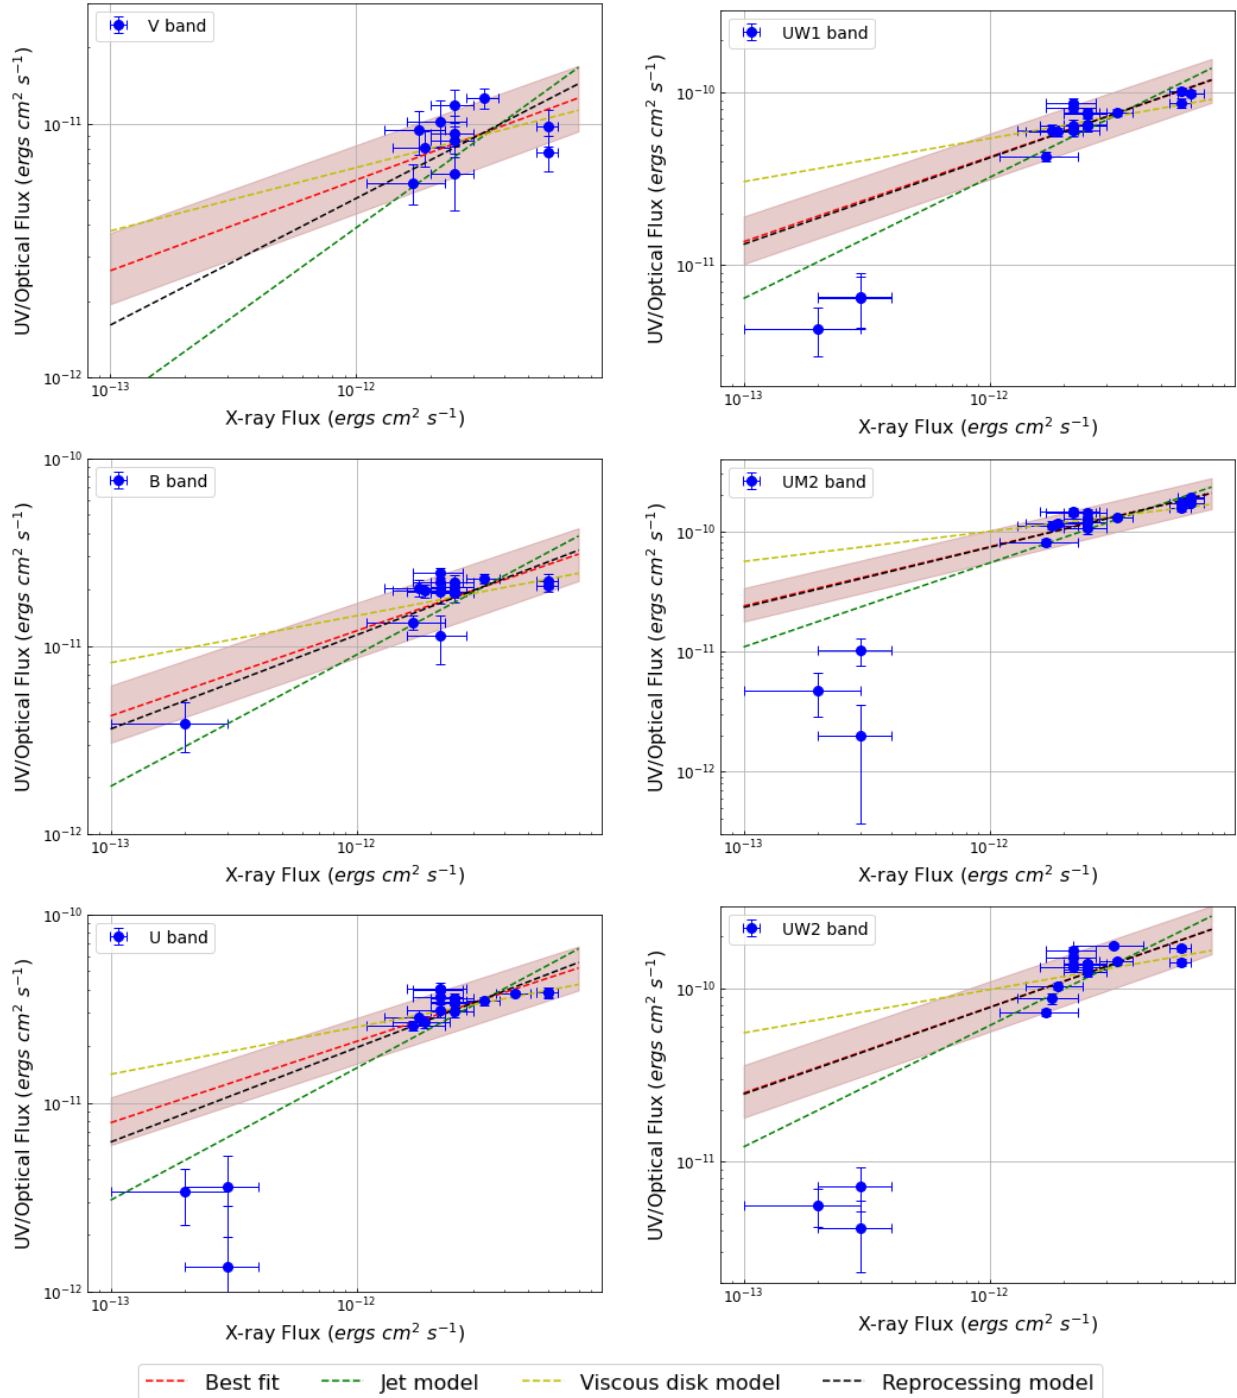 V band
UV/Optical Flux (ergs cm² s⁻¹)
10⁻¹¹
10⁻¹²
10⁻¹³
10⁻¹²
X-ray Flux (ergs cm² s⁻¹)
UW1 band
UV/Optical Flux (ergs cm² s⁻¹)
10⁻¹⁰
10⁻¹¹
10⁻¹³
10⁻¹²
X-ray Flux (ergs cm² s⁻¹)
B band
UV/Optical Flux (ergs cm² s⁻¹)
10⁻¹⁰
10⁻¹¹
10⁻¹²
10⁻¹³
10⁻¹²
X-ray Flux (ergs cm² s⁻¹)
UM2 band
UV/Optical Flux (ergs cm² s⁻¹)
10⁻¹⁰
10⁻¹¹
10⁻¹²
10⁻¹³
10⁻¹²
X-ray Flux (ergs cm² s⁻¹)
U band
UV/Optical Flux (ergs cm² s⁻¹)
10⁻¹⁰
10⁻¹¹
10⁻¹²
10⁻¹³
10⁻¹²
X-ray Flux (ergs cm² s⁻¹)
UW2 band
UV/Optical Flux (ergs cm² s⁻¹)
10⁻¹⁰
10⁻¹¹
10⁻¹³
10⁻¹²
X-ray Flux (ergs cm² s⁻¹)
Best fit Jet model Viscous disk model Reprocessing model